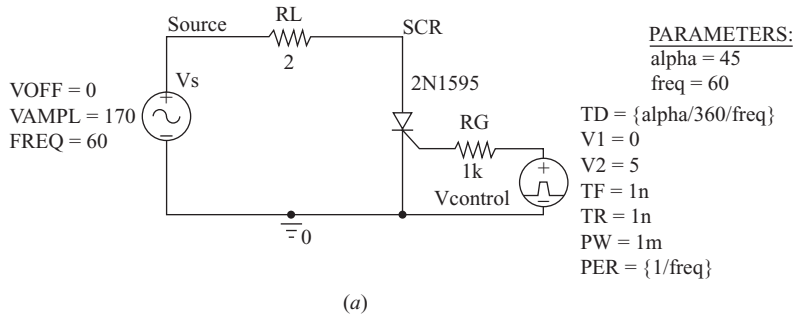 Source
RL
2
SCR
PARAMETERS:
alpha = 45
freq = 60
Vs
+
VOFF = 0
VAMPL = 170
FREQ = 60
2N1595
RG
1k
+
Vcontrol
TD = {alpha/360/freq}
V1 = 0
V2 = 5
TF = 1n
TR = 1n
PW = 1m
PER = {1/freq}
0
(a)